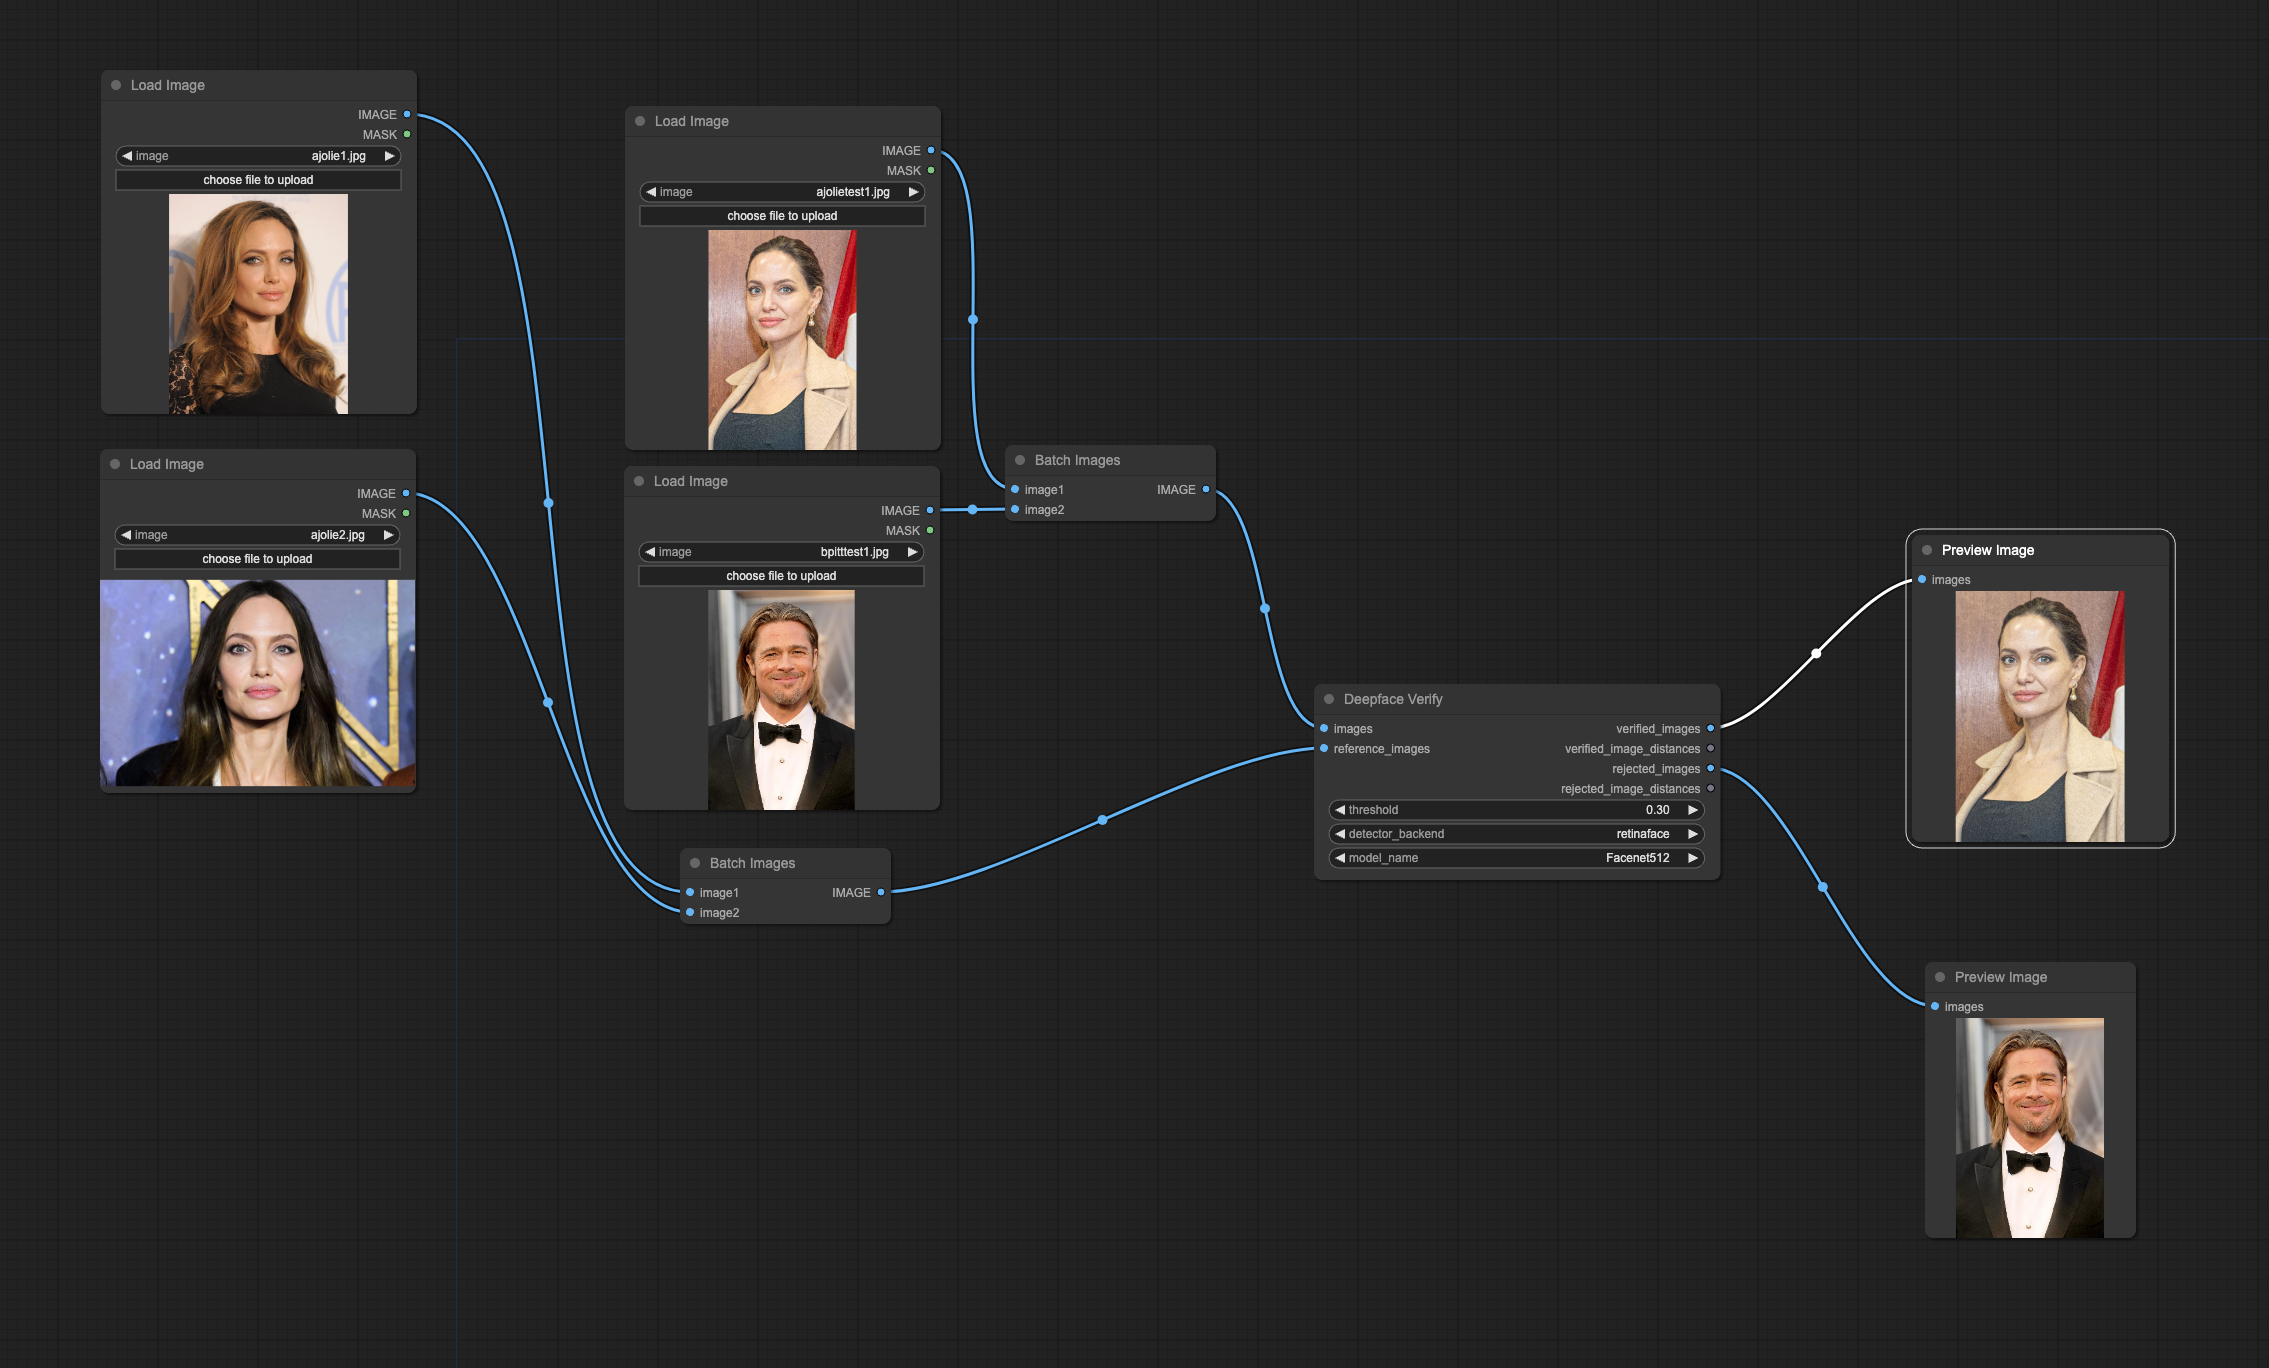 Load Image
IMAGE
MASK
image ajolie1.jpg
choose file to upload
Load Image
IMAGE
MASK
image ajolie2.jpg
choose file to upload
Load Image
IMAGE
MASK
image ajolietest1.jpg
choose file to upload
Load Image
IMAGE
MASK
image bpitttest1.jpg
choose file to upload
Batch Images
image1 IMAGE
image2
Batch Images
image1 IMAGE
image2
Deepface Verify
images verified_images
reference_images verified_image_distances
rejected_images
rejected_image_distances
threshold 0.30
detector_backend retinaface
model_name Facenet512
Preview Image
images
Preview Image
images